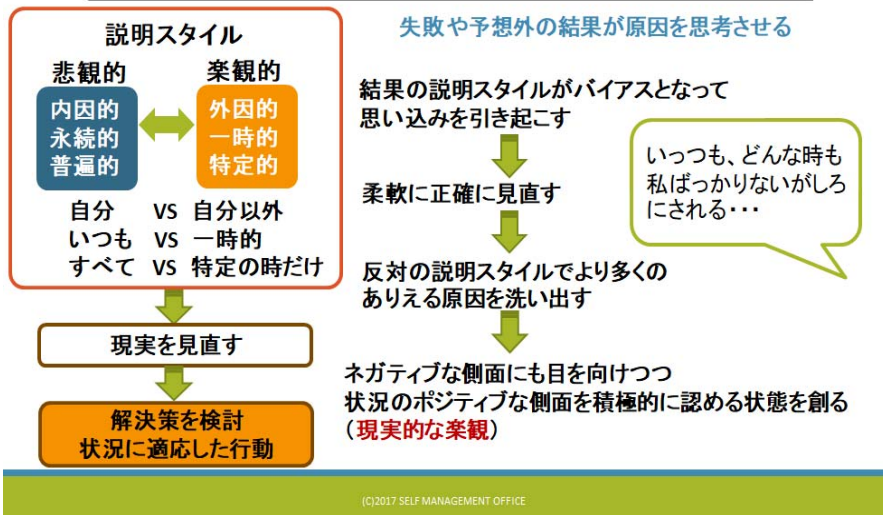 説明スタイル
悲観的
楽観的
内因的
永続的
普遍的
外因的
一時的
特定的
自分 VS 自分以外
いつも VS 一時的
すべて VS 特定の時だけ
現実を見直す
解決策を検討
状況に適応した行動
失敗や予想外の結果が原因を思考させる
結果の説明スタイルがバイアスとなって
思い込みを引き起こす
柔軟に正確に見直す
反対の説明スタイルでより多くの
ありえる原因を洗い出す
ネガティブな側面にも目を向けつつ
状況のポジティブな側面を積極的に認める状態を創る
（現実的な楽観）
いっつも、どんな時も
私ばっかりないがしろ
にされる・・・
(C)2017 SELF MANAGEMENT OFFICE